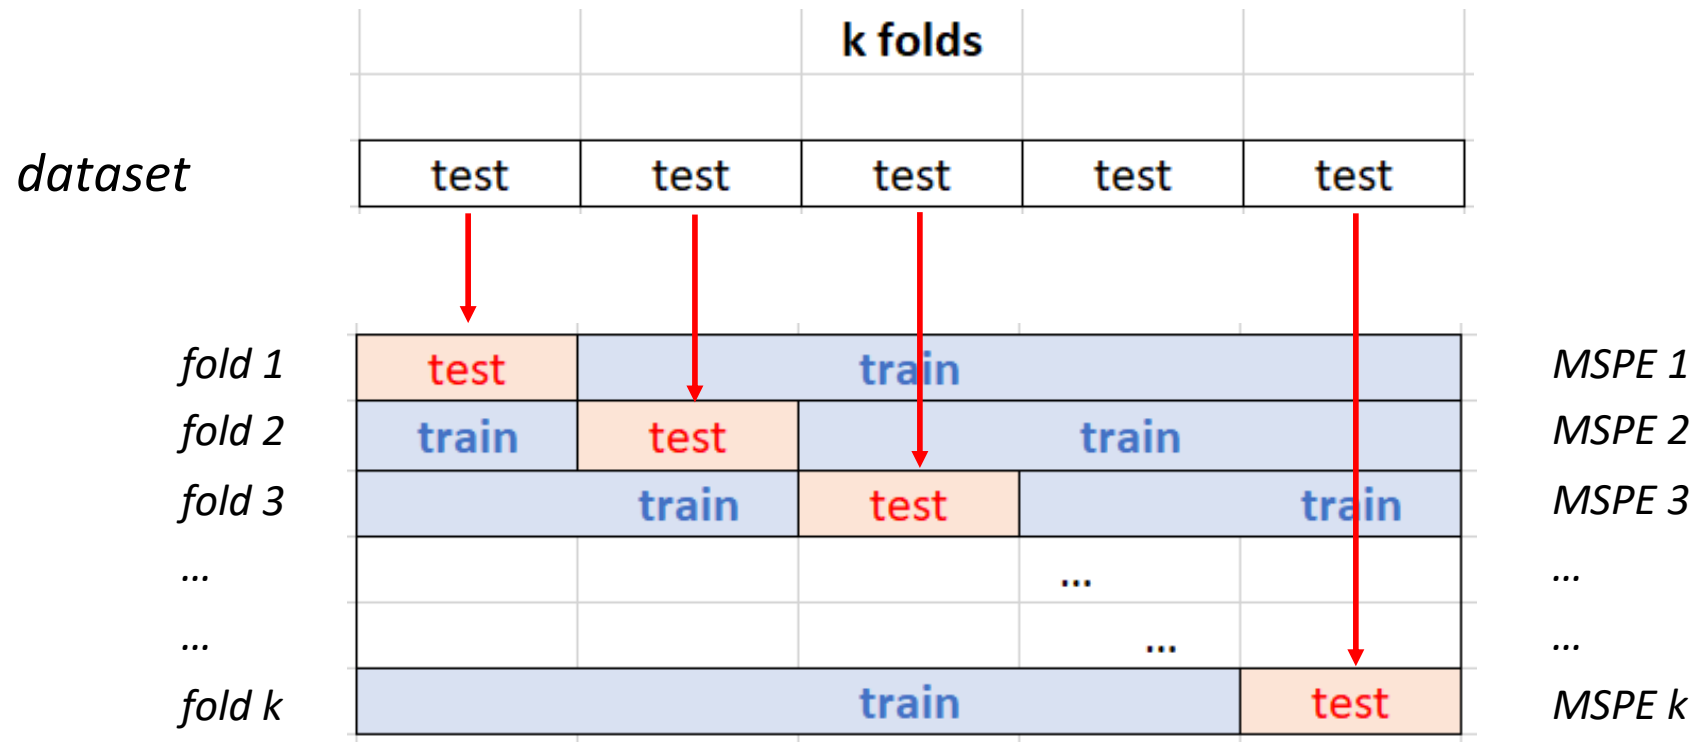 k folds
dataset test test test test test
fold 1 test train MSPE 1
fold 2 train test train MSPE 2
fold 3 train test train MSPE 3
... ... ...
... ... ...
fold k train test MSPE k